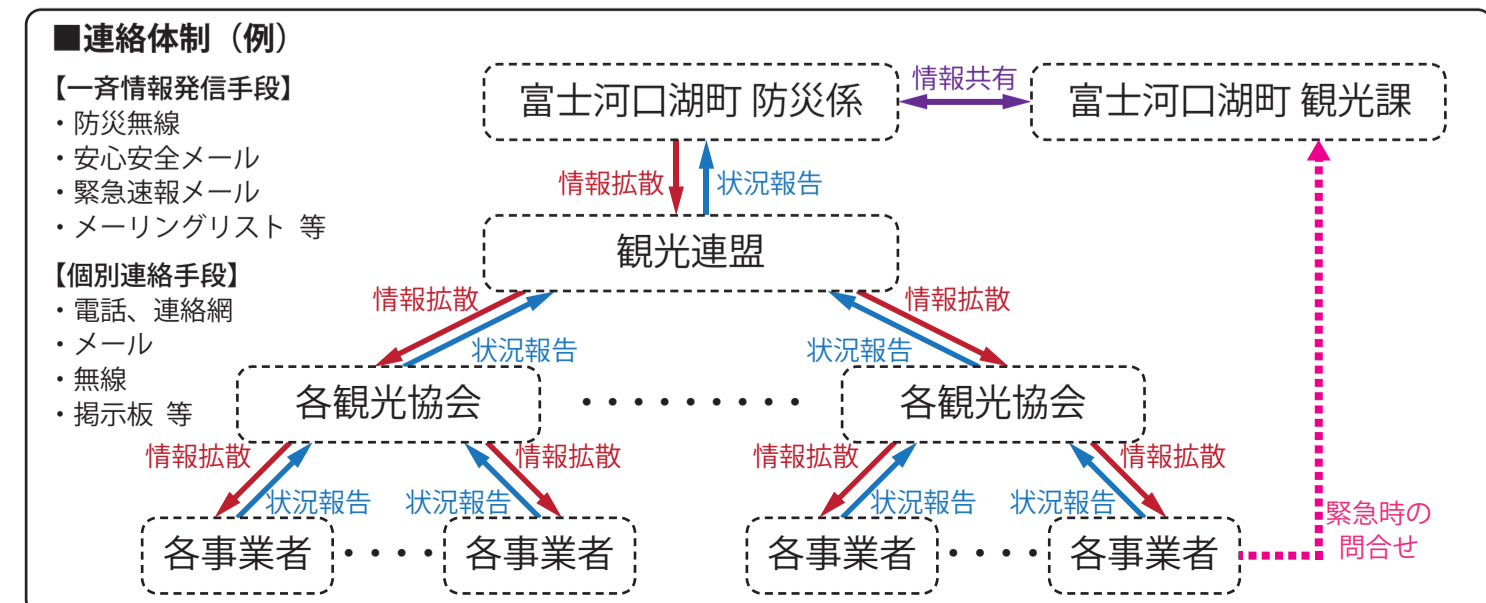 ■連絡体制（例）
【一斉情報発信手段】
・防災無線
・安心安全メール
・緊急速報メール
・メーリングリスト 等
【個別連絡手段】
・電話、連絡網
・メール
・無線
・掲示板 等
富士河口湖町 防災係
情報共有
富士河口湖町 観光課
情報拡散
状況報告
観光連盟
情報拡散
状況報告
情報拡散
状況報告
各観光協会
・・・・・・・・・
各観光協会
情報拡散
状況報告
情報拡散
状況報告
情報拡散
状況報告
情報拡散
状況報告
各事業者
・・・・
各事業者
各事業者
・・・・
各事業者
緊急時の
問合せ